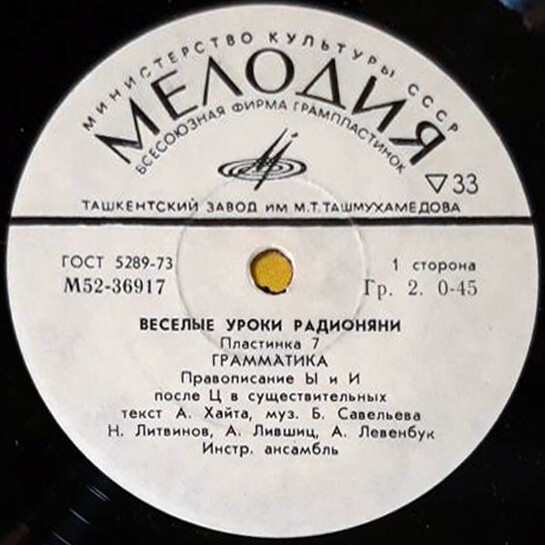 МИНИСТЕРСТВО КУЛЬТУРЫ СССР
МЕЛОДИЯ
ВСЕСОЮЗНАЯ ФИРМА ГРАМПЛАСТИНОК
▽33
ТАШКЕНТСКИЙ ЗАВОД ИМ М.Т.ТАШМУХАМЕДОВА
ГОСТ 5289-73
1 сторона
М52-36917
Гр. 2. 0-45
ВЕСЕЛЫЕ УРОКИ РАДИОНЯНИ
Пластинка 7
ГРАММАТИКА
Правописание Ы и И
после Ц в существительных
текст А. Хайта, муз. Б. Савельева
Н. Литвинов, А. Лившиц, А. Левенбук
Инстр. ансамбль